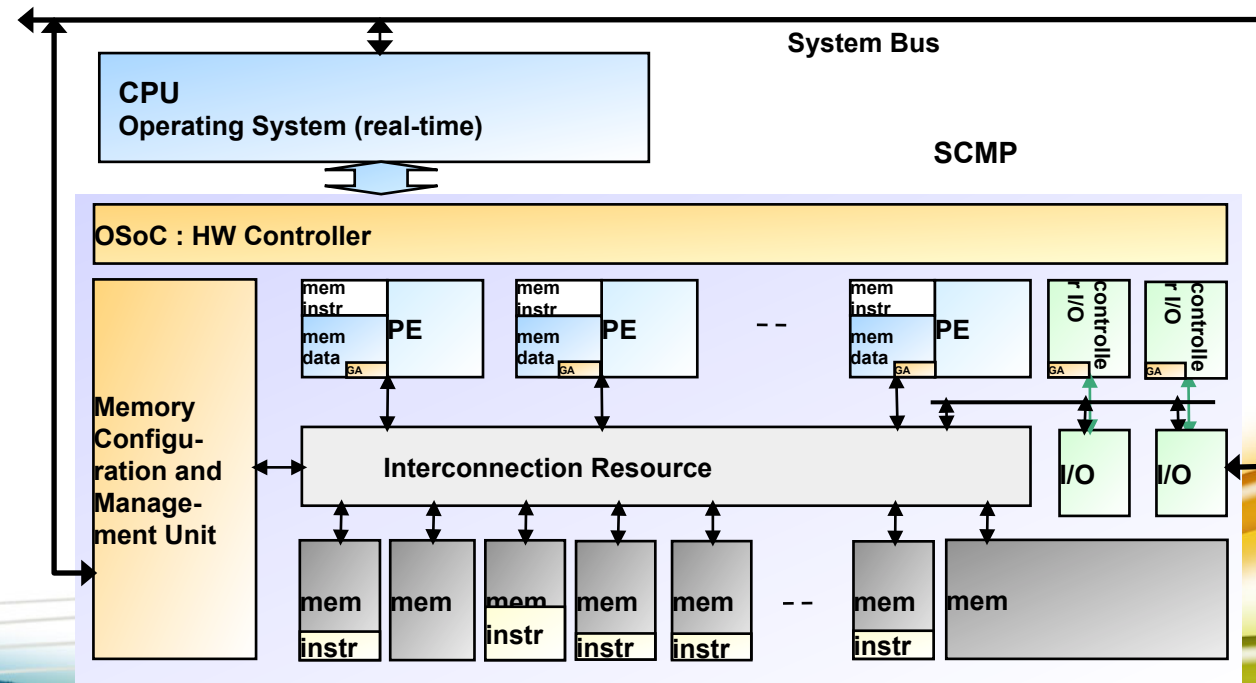 System Bus
CPU
Operating System (real-time)
SCMP
OSoC : HW Controller
mem
instr
mem
data
GA
PE
mem
instr
mem
data
GA
PE
- -
mem
instr
mem
data
GA
PE
controlle
r I/O
GA
controlle
r I/O
GA
Memory
Configu-
ration and
Manage-
ment Unit
Interconnection Resource
I/O
I/O
mem
instr
mem
mem
instr
mem
instr
mem
instr
- -
mem
instr
mem